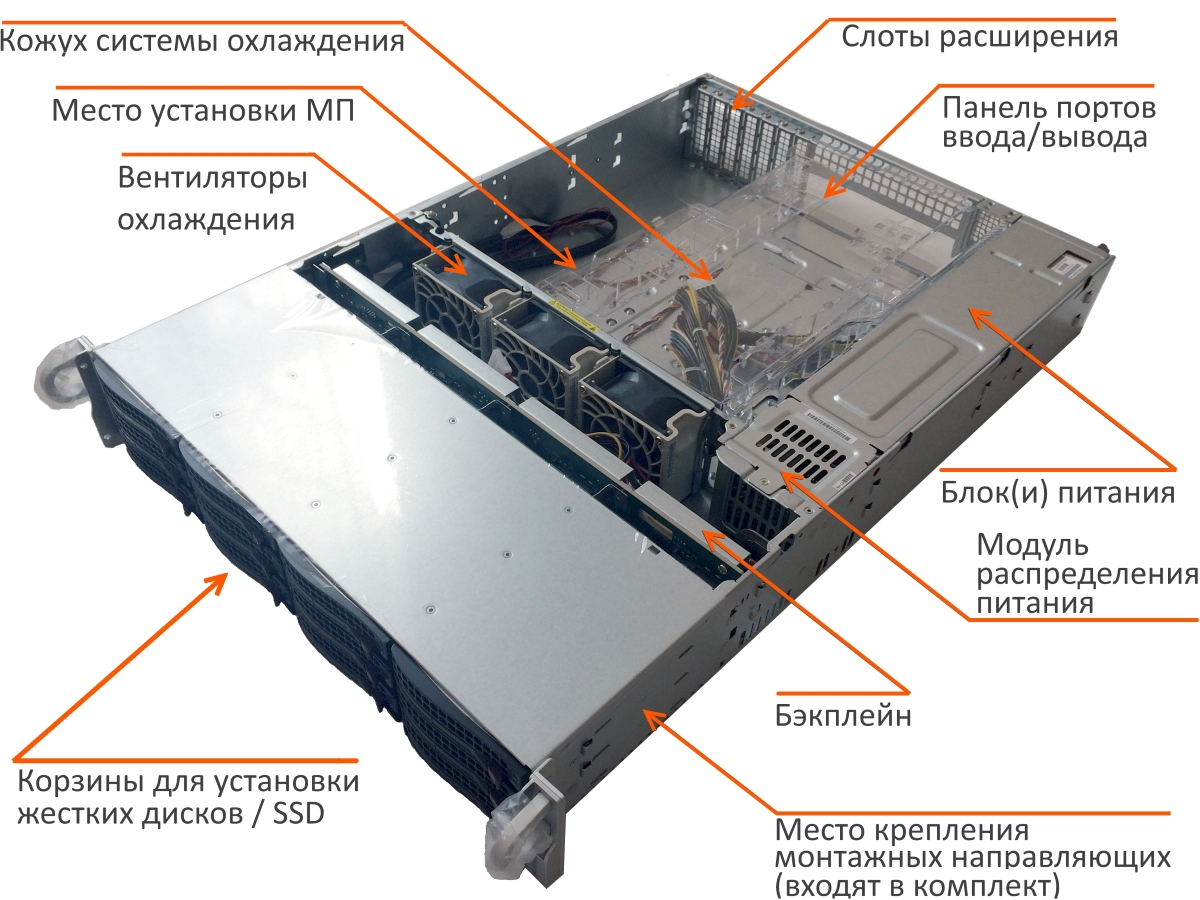 Кожух системы охлаждения
Слоты расширения
Место установки МП
Панель портов
ввода/вывода
Вентиляторы
охлаждения
Блок(и) питания
Модуль
распределения
питания
Бэкплейн
Корзины для установки
жестких дисков / SSD
Место крепления
монтажных направляющих
(входят в комплект)